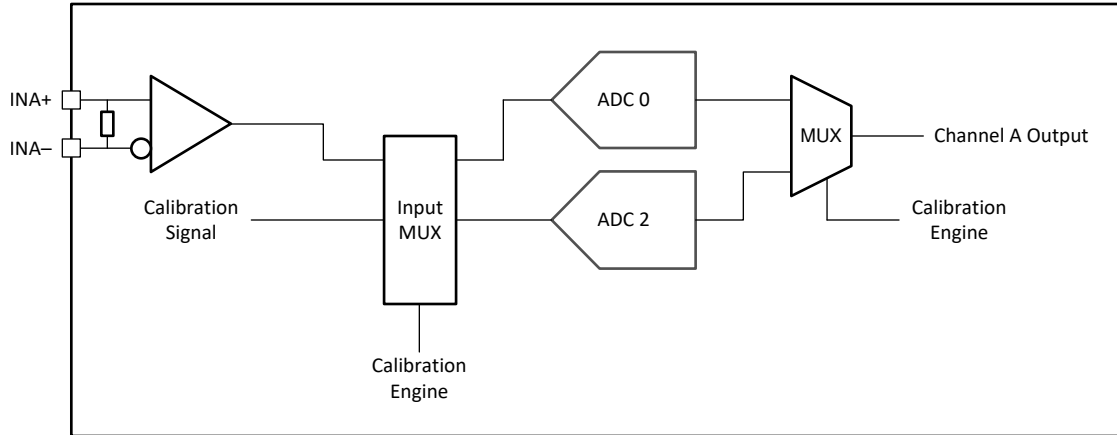 INA+
INA–
ADC 0
MUX
Channel A Output
Calibration
Signal
Input
MUX
ADC 2
Calibration
Engine
Calibration
Engine